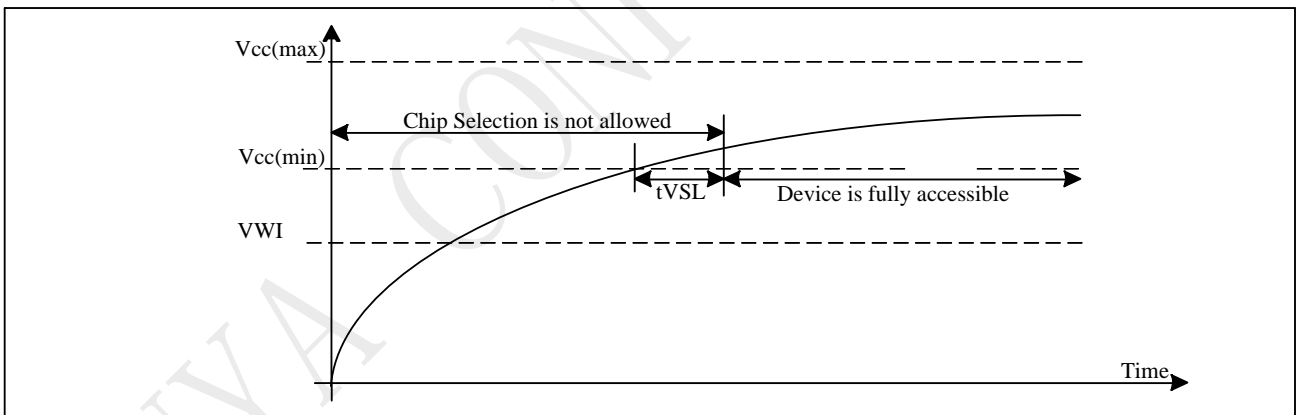 Vcc(max)
Chip Selection is not allowed
Vcc(min)
tVSL
Device is fully accessible
VWI
Time